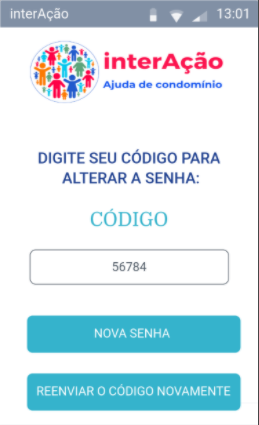 interAção 13:01
interAção
Ajuda de condomínio
DIGITE SEU CÓDIGO PARA
ALTERAR A SENHA:
CÓDIGO
56784
NOVA SENHA
REENVIAR O CÓDIGO NOVAMENTE